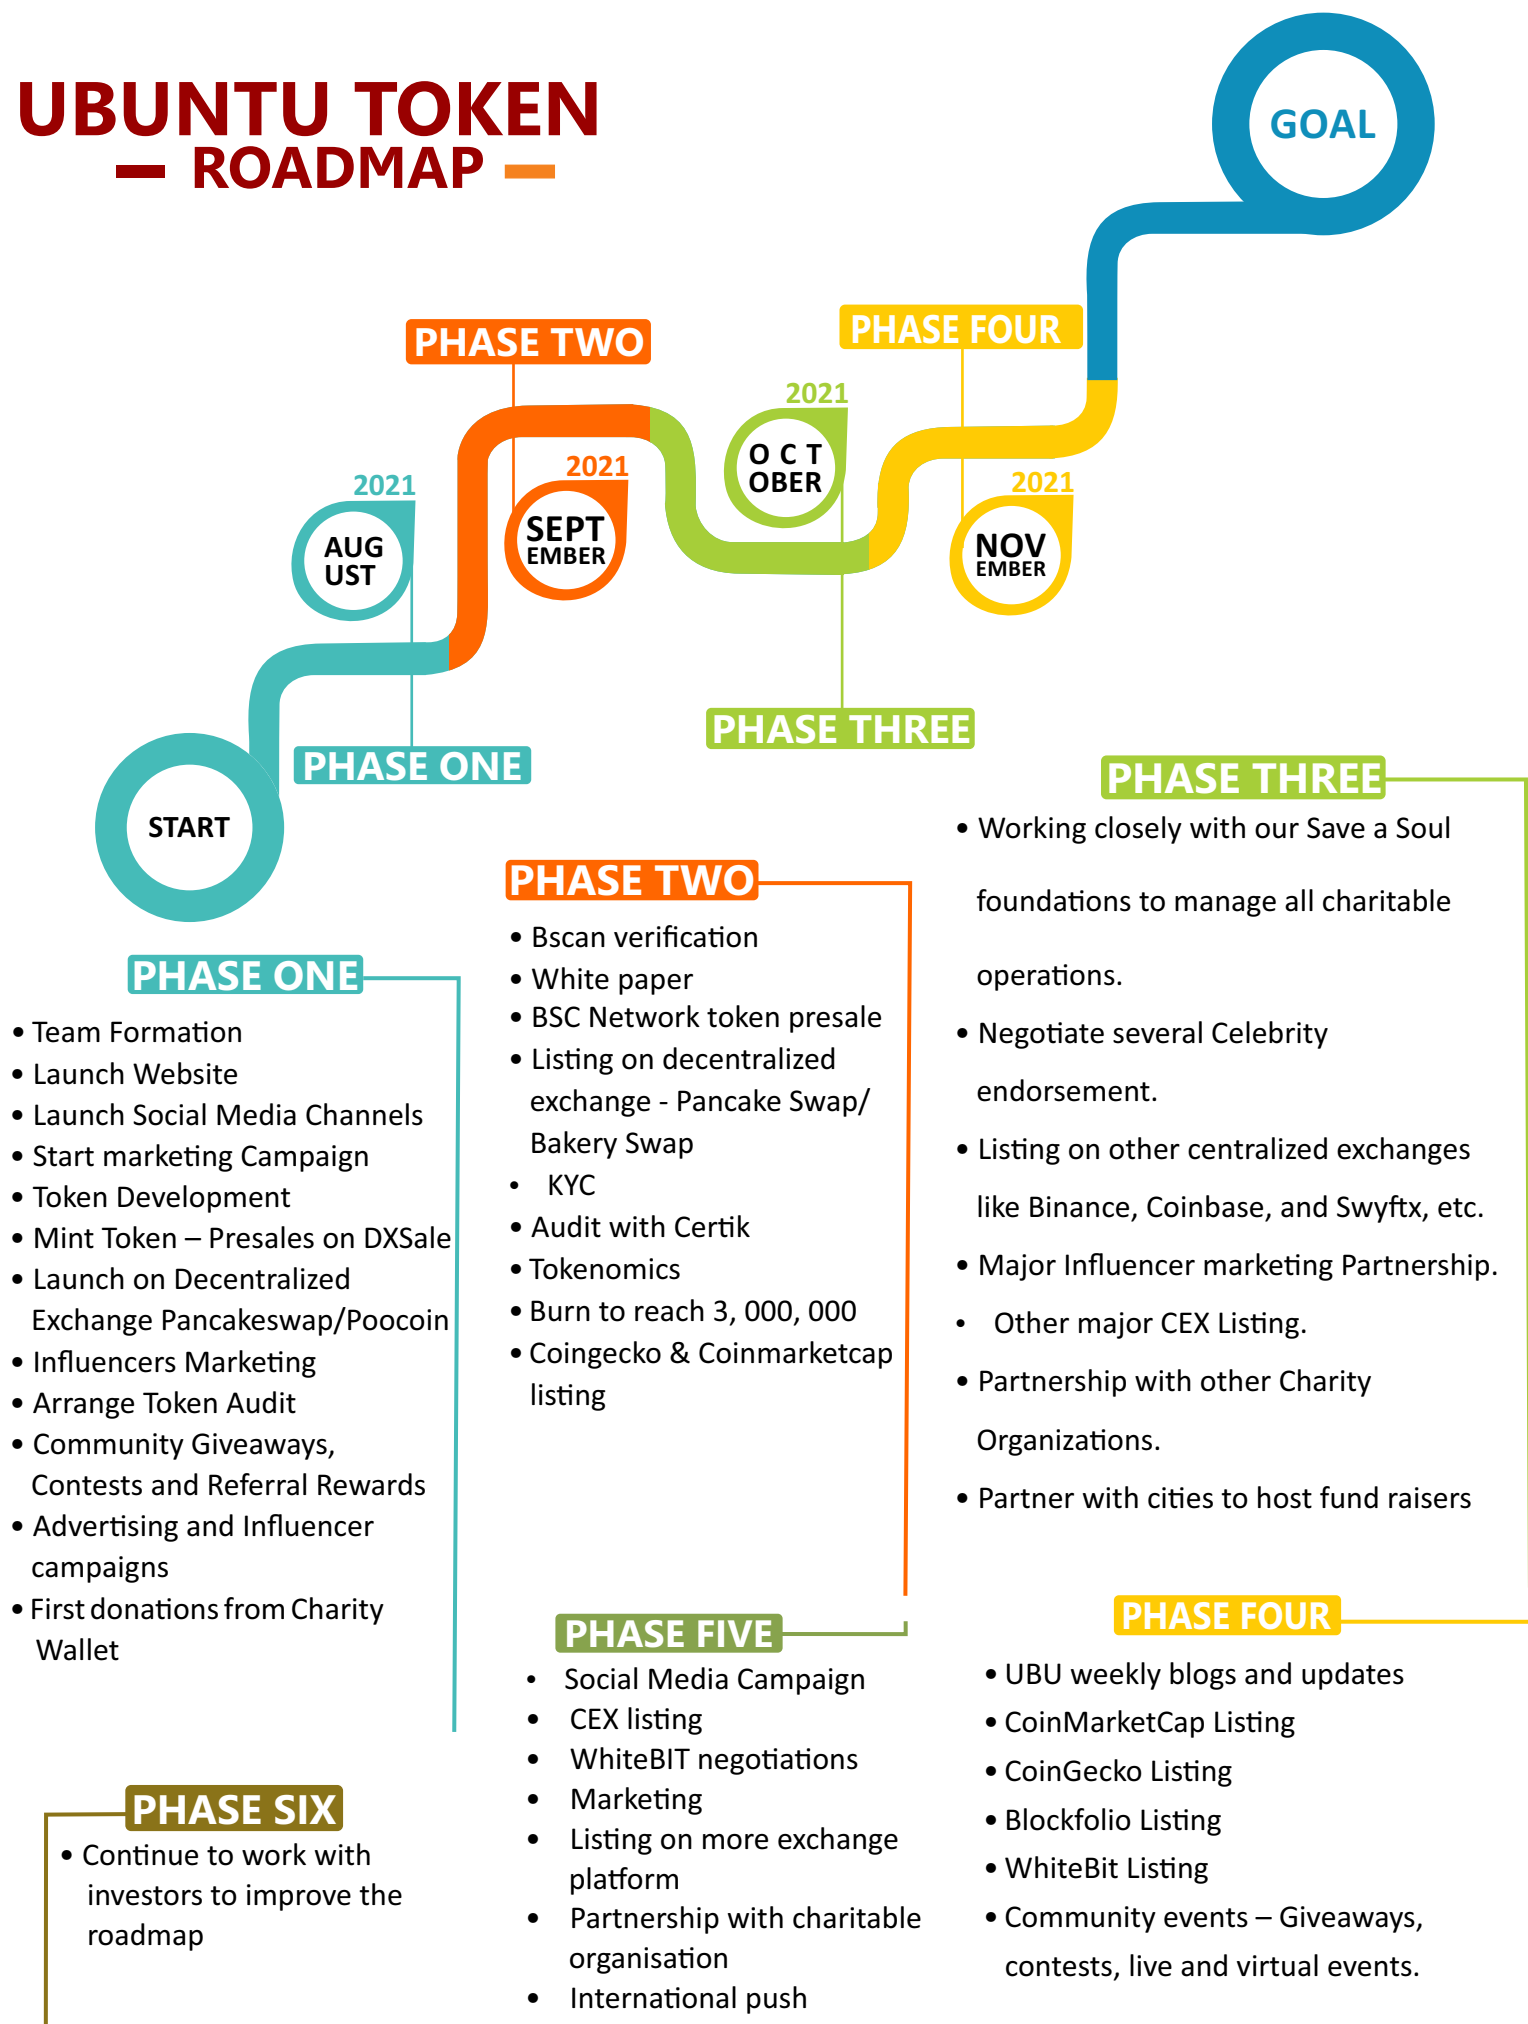 UBUNTU TOKEN
ROADMAP
GOAL
PHASE TWO
PHASE FOUR
2021
OCT
OBER
2021
SEPT
EMBER
2021
AUG
UST
2021
NOV
EMBER
PHASE ONE
PHASE THREE
START
PHASE ONE
• Team Formation
• Launch Website
• Launch Social Media Channels
• Start marketing Campaign
• Token Development
• Mint Token – Presales on DXSale
• Launch on Decentralized
Exchange Pancakeswap/Poocoin
• Influencers Marketing
• Arrange Token Audit
• Community Giveaways,
Contests and Referral Rewards
• Advertising and Influencer
campaigns
• First donations from Charity
Wallet
PHASE TWO
• Bscan verification
• White paper
• BSC Network token presale
• Listing on decentralized
exchange - Pancake Swap/
Bakery Swap
• KYC
• Audit with Certik
• Tokenomics
• Burn to reach 3, 000, 000
• Coingecko & Coinmarketcap
listing
PHASE THREE
• Working closely with our Save a Soul
foundations to manage all charitable
operations.
• Negotiate several Celebrity
endorsement.
• Listing on other centralized exchanges
like Binance, Coinbase, and Swyftx, etc.
• Major Influencer marketing Partnership.
• Other major CEX Listing.
• Partnership with other Charity
Organizations.
• Partner with cities to host fund raisers
PHASE FOUR
• UBU weekly blogs and updates
• CoinMarketCap Listing
• CoinGecko Listing
• Blockfolio Listing
• WhiteBit Listing
• Community events – Giveaways,
contests, live and virtual events.
PHASE FIVE
• Social Media Campaign
• CEX listing
• WhiteBIT negotiations
• Marketing
• Listing on more exchange
platform
• Partnership with charitable
organisation
• International push
PHASE SIX
• Continue to work with
investors to improve the
roadmap